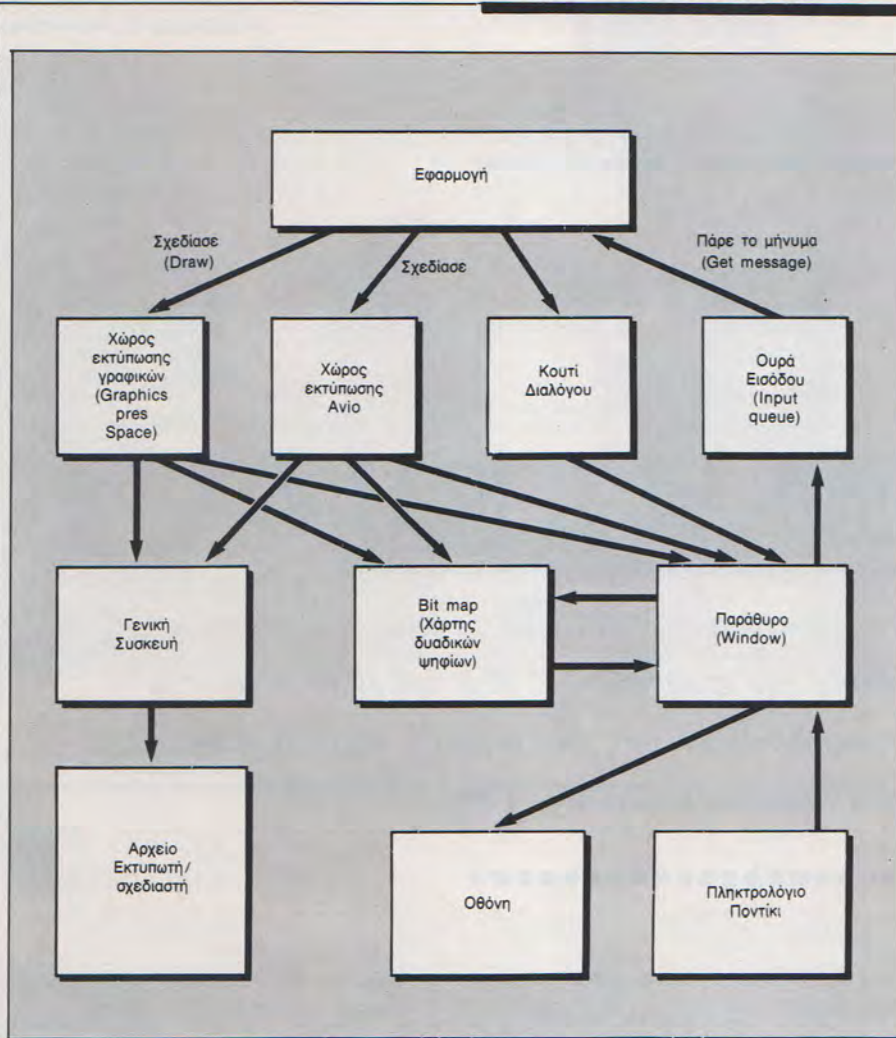 Εφαρμογή
Σχεδίασε
(Draw)
Σχεδίασε
Πάρε το μήνυμα
(Get message)
Χώρος
εκτύπωσης
γραφικών
(Graphics
pres
Space)
Χώρος
εκτύπωσης
Avio
Κουτί
Διαλόγου
Ουρά
Εισόδου
(Input
queue)
Γενική
Συσκευή
Bit map
(Χάρτης
δυαδικών
ψηφίων)
Παράθυρο
(Window)
Αρχείο
Εκτυπωτή/
σχεδιαστή
Οθόνη
Πληκτρολόγιο
Ποντίκι